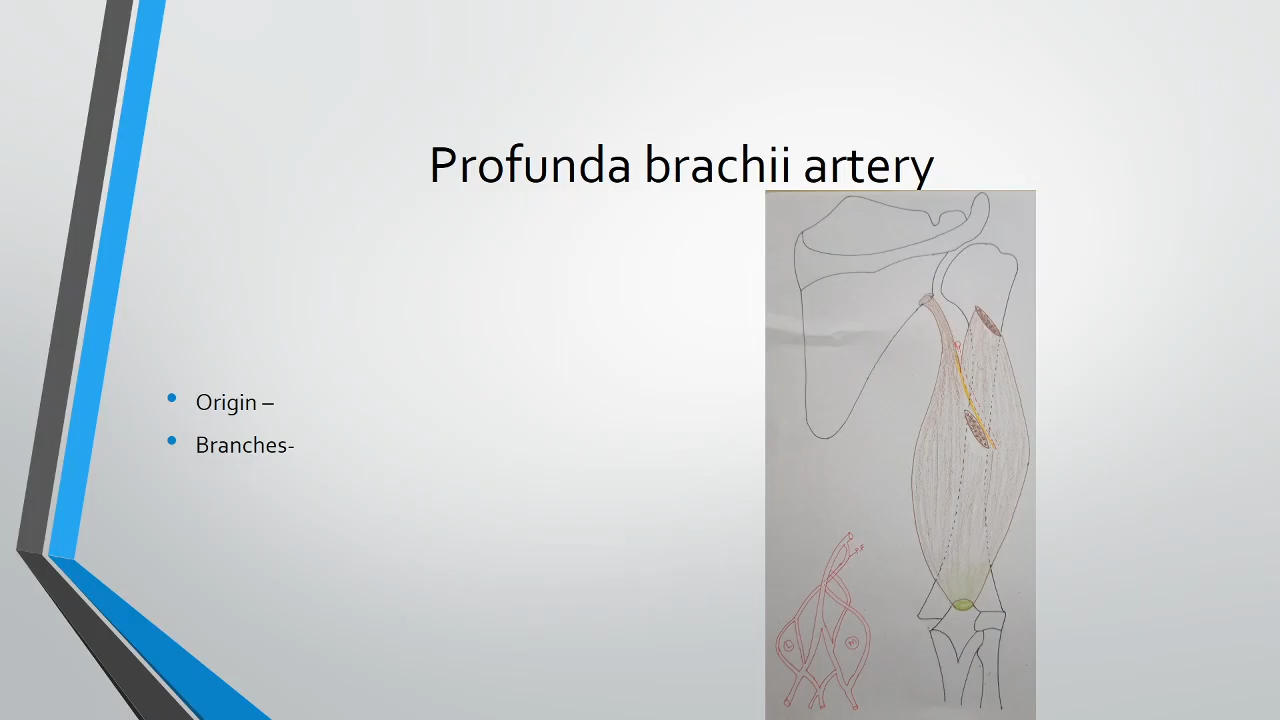 Profunda brachii artery
Origin –
Branches-
L
M